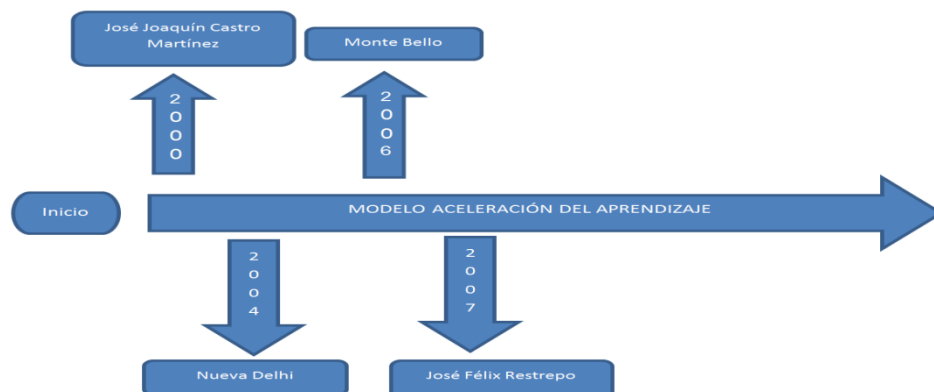 José Joaquín Castro
Martínez
Monte Bello
2000
2006
Inicio
MODELO ACELERACIÓN DEL APRENDIZAJE
2004
2007
Nueva Delhi
José Félix Restrepo